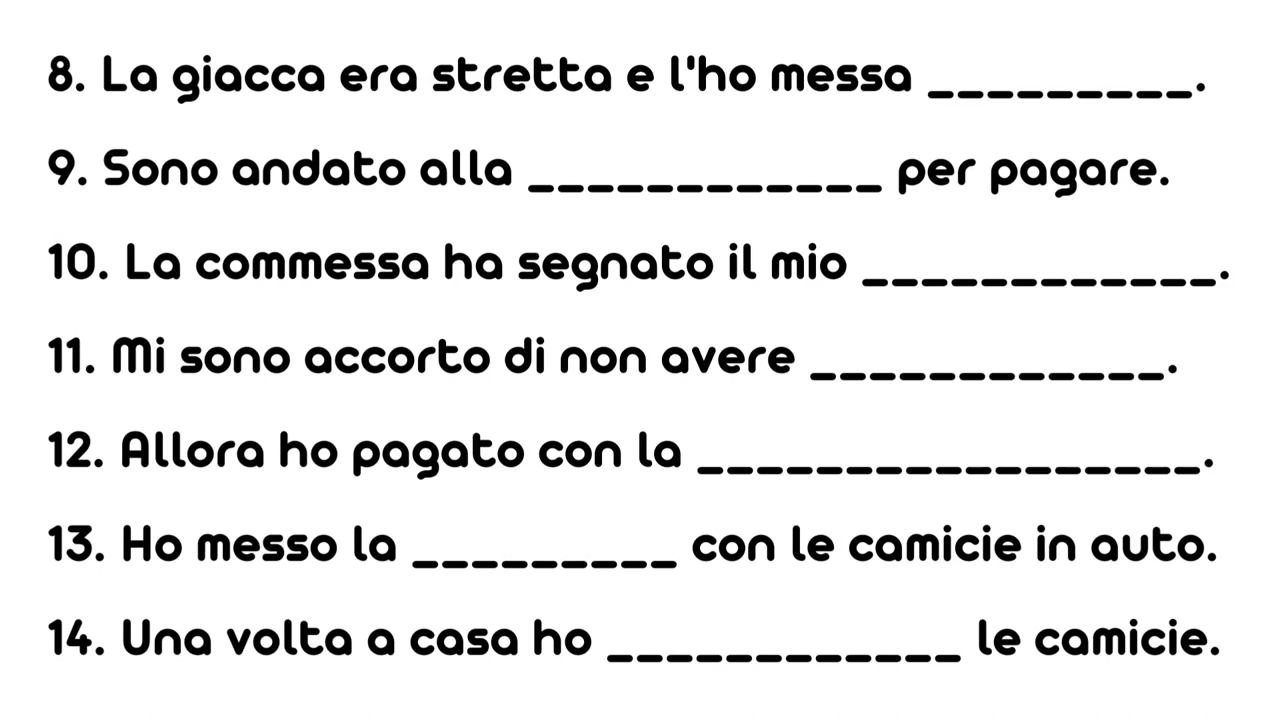 8. La giacca era stretta e l'ho messa _________.
9. Sono andato alla ____________ per pagare.
10. La commessa ha segnato il mio ____________.
11. Mi sono accorto di non avere ____________.
12. Allora ho pagato con la _________________.
13. Ho messo la _________ con le camicie in auto.
14. Una volta a casa ho ____________ le camicie.